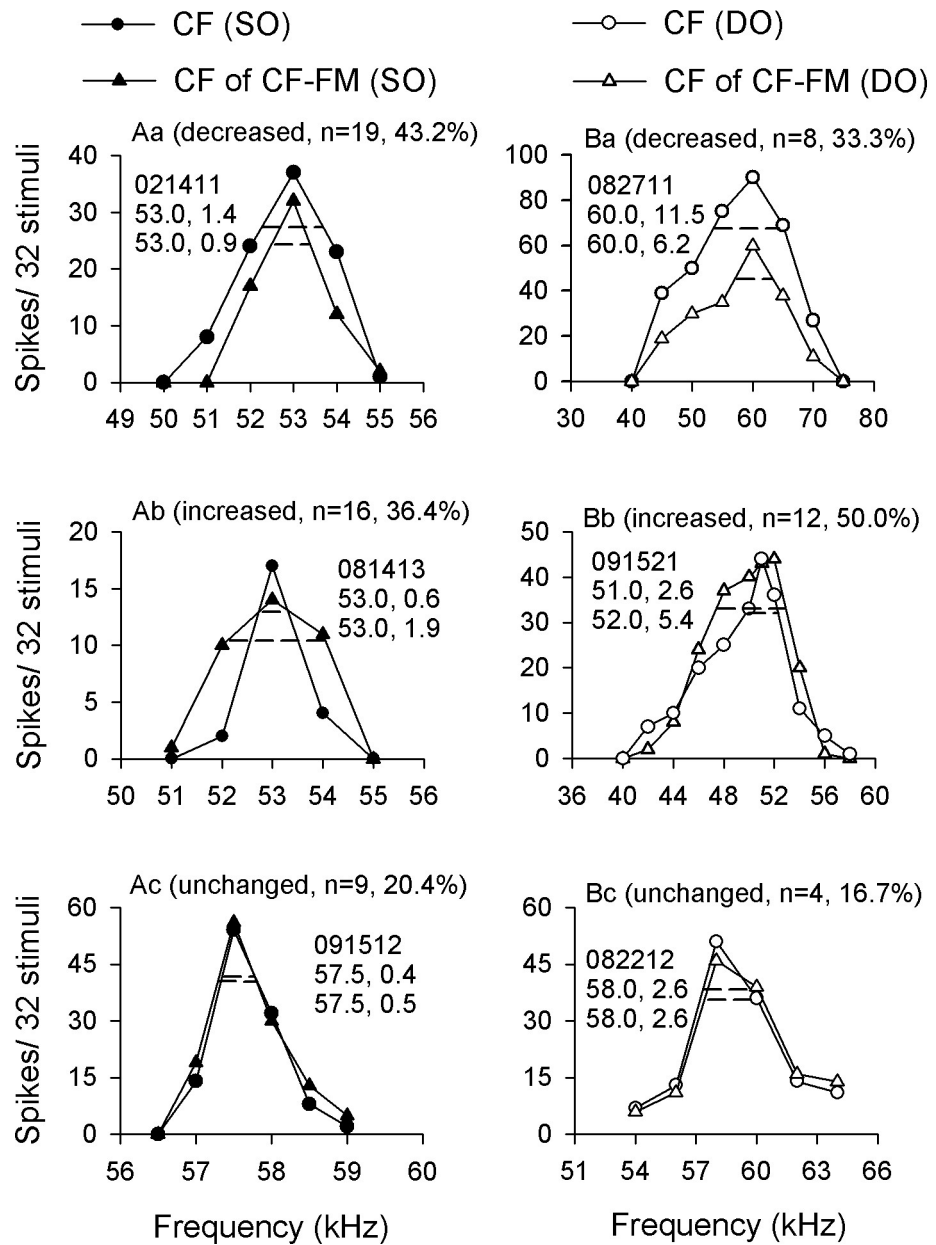 CF (SO)
CF of CF-FM (SO)
CF (DO)
CF of CF-FM (DO)
Aa (decreased, n=19, 43.2%)
Spikes/ 32 stimuli
40
30
20
10
0
021411
53.0, 1.4
53.0, 0.9
49 50 51 52 53 54 55 56
Ba (decreased, n=8, 33.3%)
100
80
60
40
20
0
082711
60.0, 11.5
60.0, 6.2
30 40 50 60 70 80
Ab (increased, n=16, 36.4%)
Spikes/ 32 stimuli
20
15
10
5
0
081413
53.0, 0.6
53.0, 1.9
50 51 52 53 54 55 56
Bb (increased, n=12, 50.0%)
50
40
30
20
10
0
091521
51.0, 2.6
52.0, 5.4
36 40 44 48 52 56 60
Ac (unchanged, n=9, 20.4%)
Spikes/ 32 stimuli
60
45
30
15
0
091512
57.5, 0.4
57.5, 0.5
56 57 58 59 60
Frequency (kHz)
Bc (unchanged, n=4, 16.7%)
60
45
30
15
0
082212
58.0, 2.6
58.0, 2.6
51 54 57 60 63 66
Frequency (kHz)